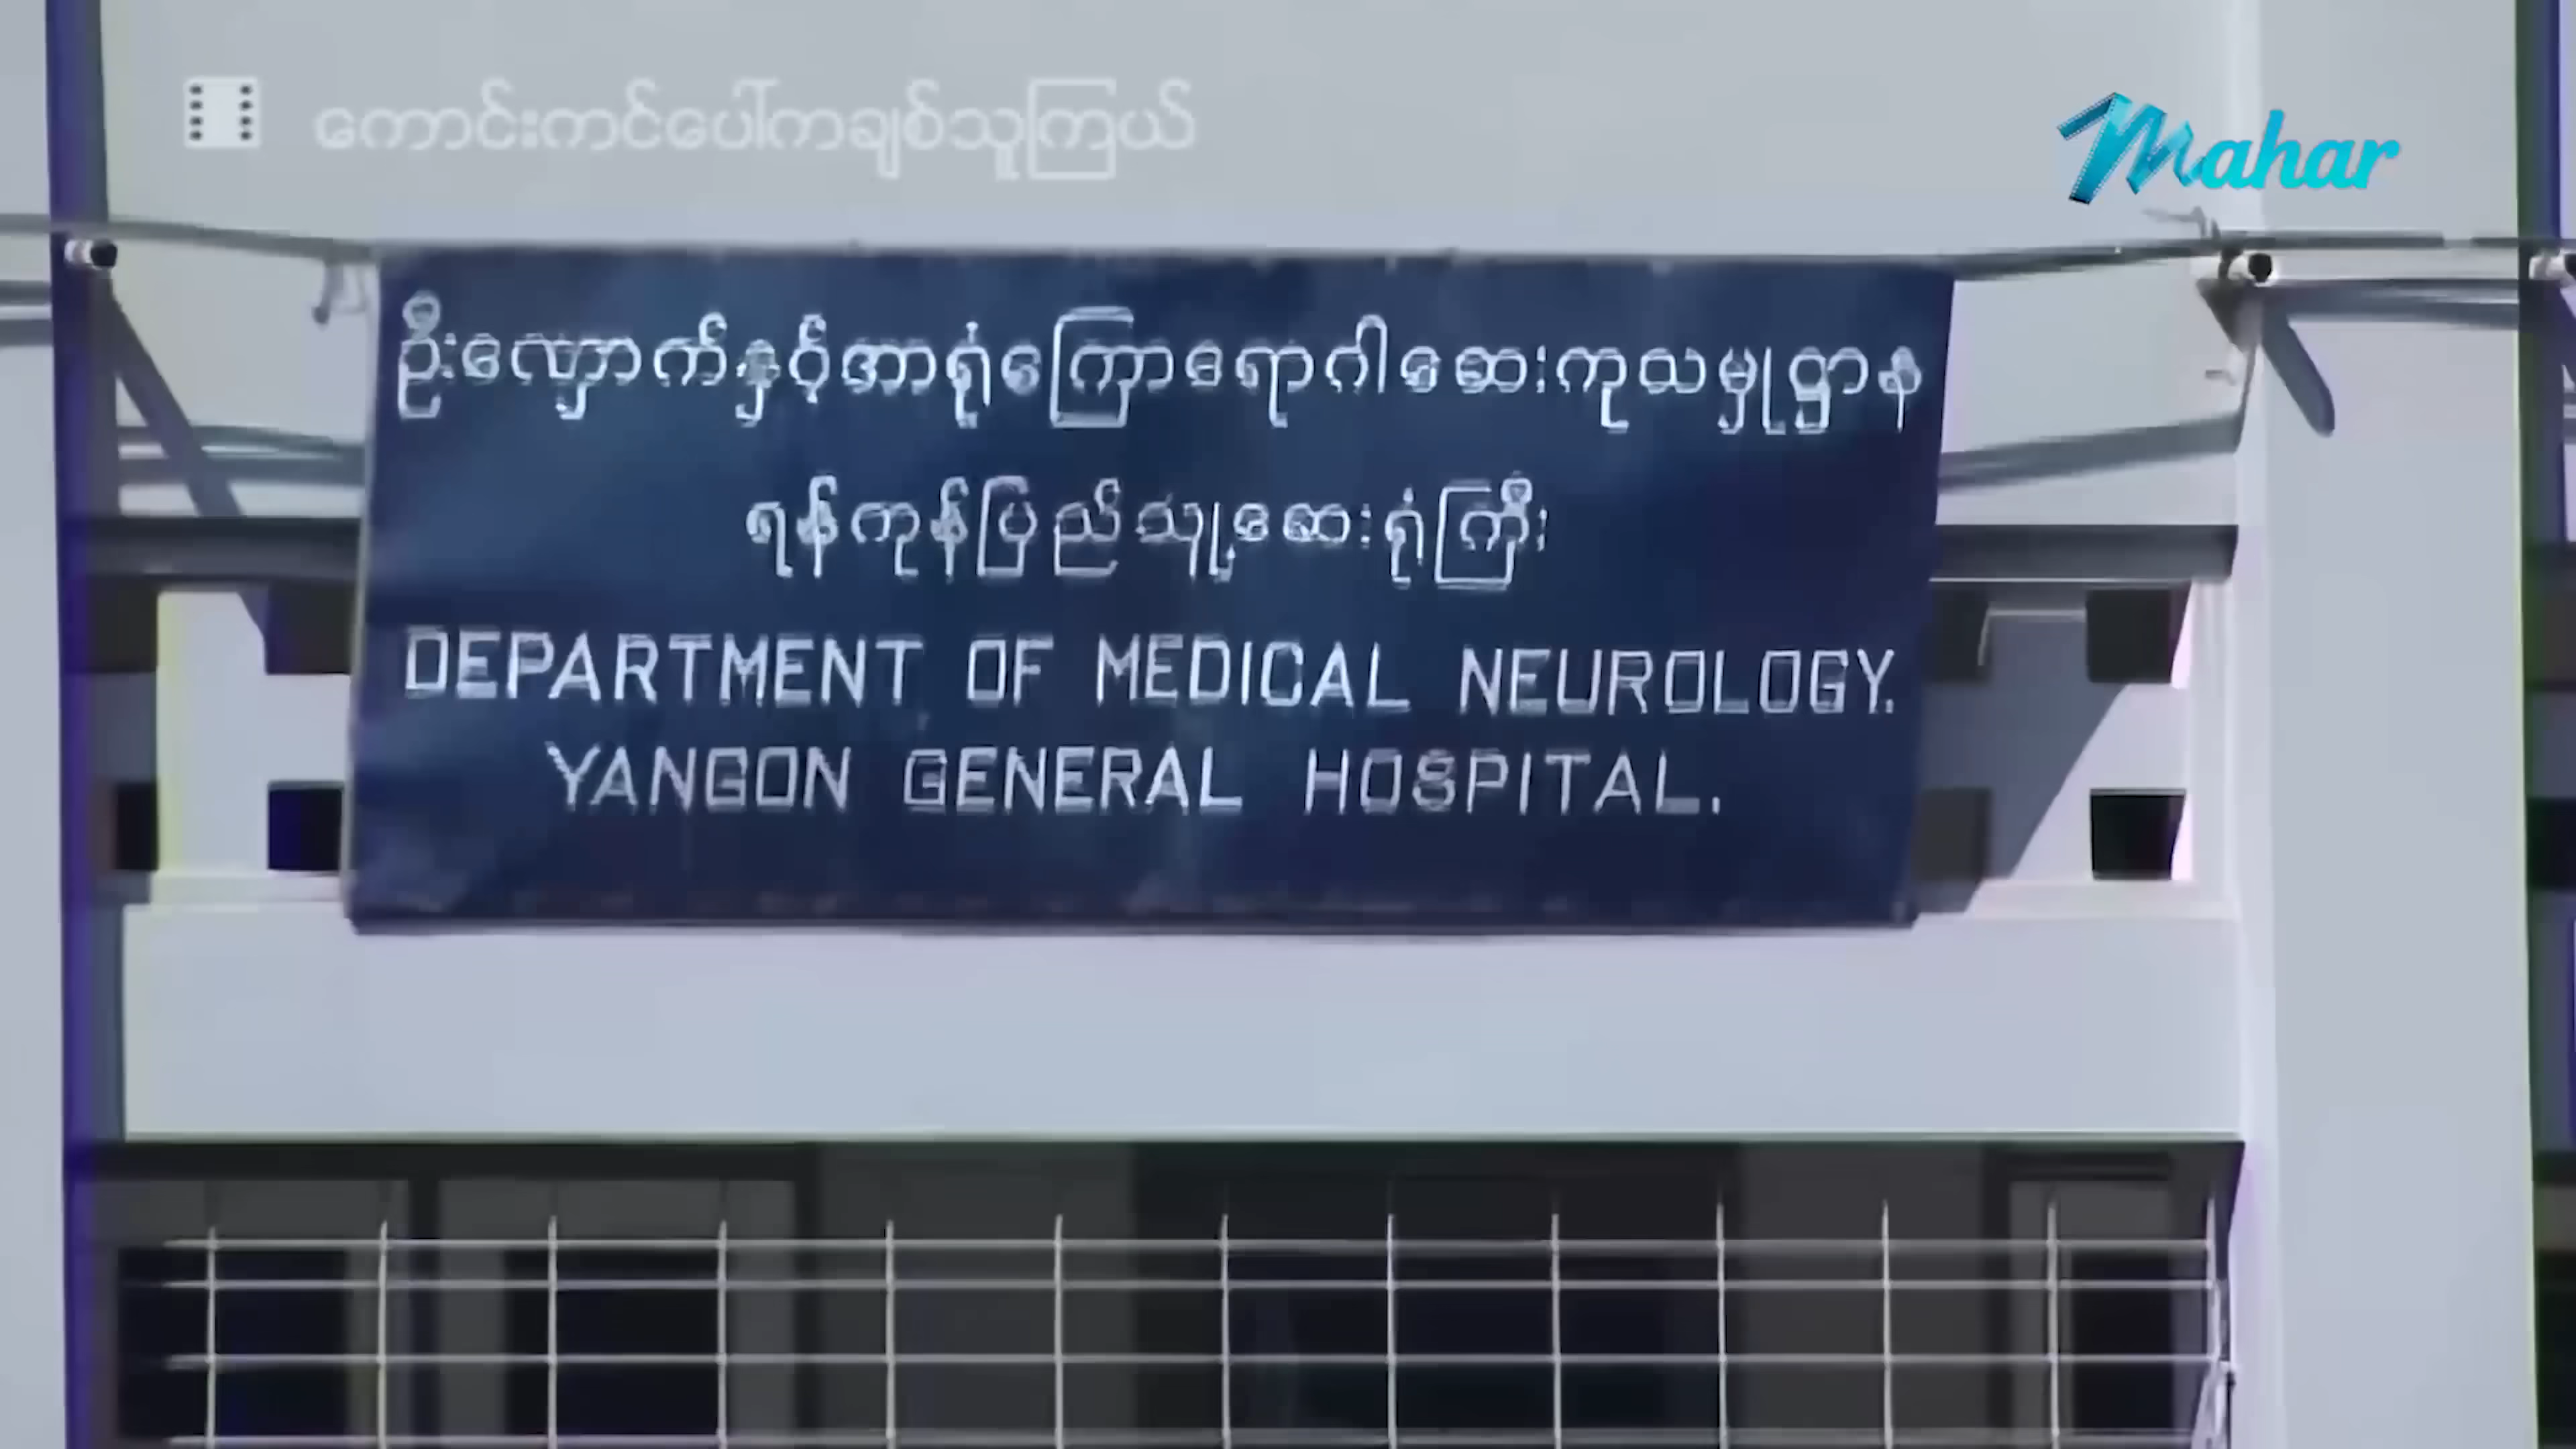 ကောင်းကင်ပေါ်ကချစ်သူကြယ်
Mahar
ဦးဏှောက်နှင့်အာရုံကြောရောဂါဆေးကုသမှုဌာန
ရန်ကုန်ပြည်သူ့ဆေးရုံကြီး
DEPARTMENT OF MEDICAL NEUROLOGY.
YANGON GENERAL HOSPITAL.